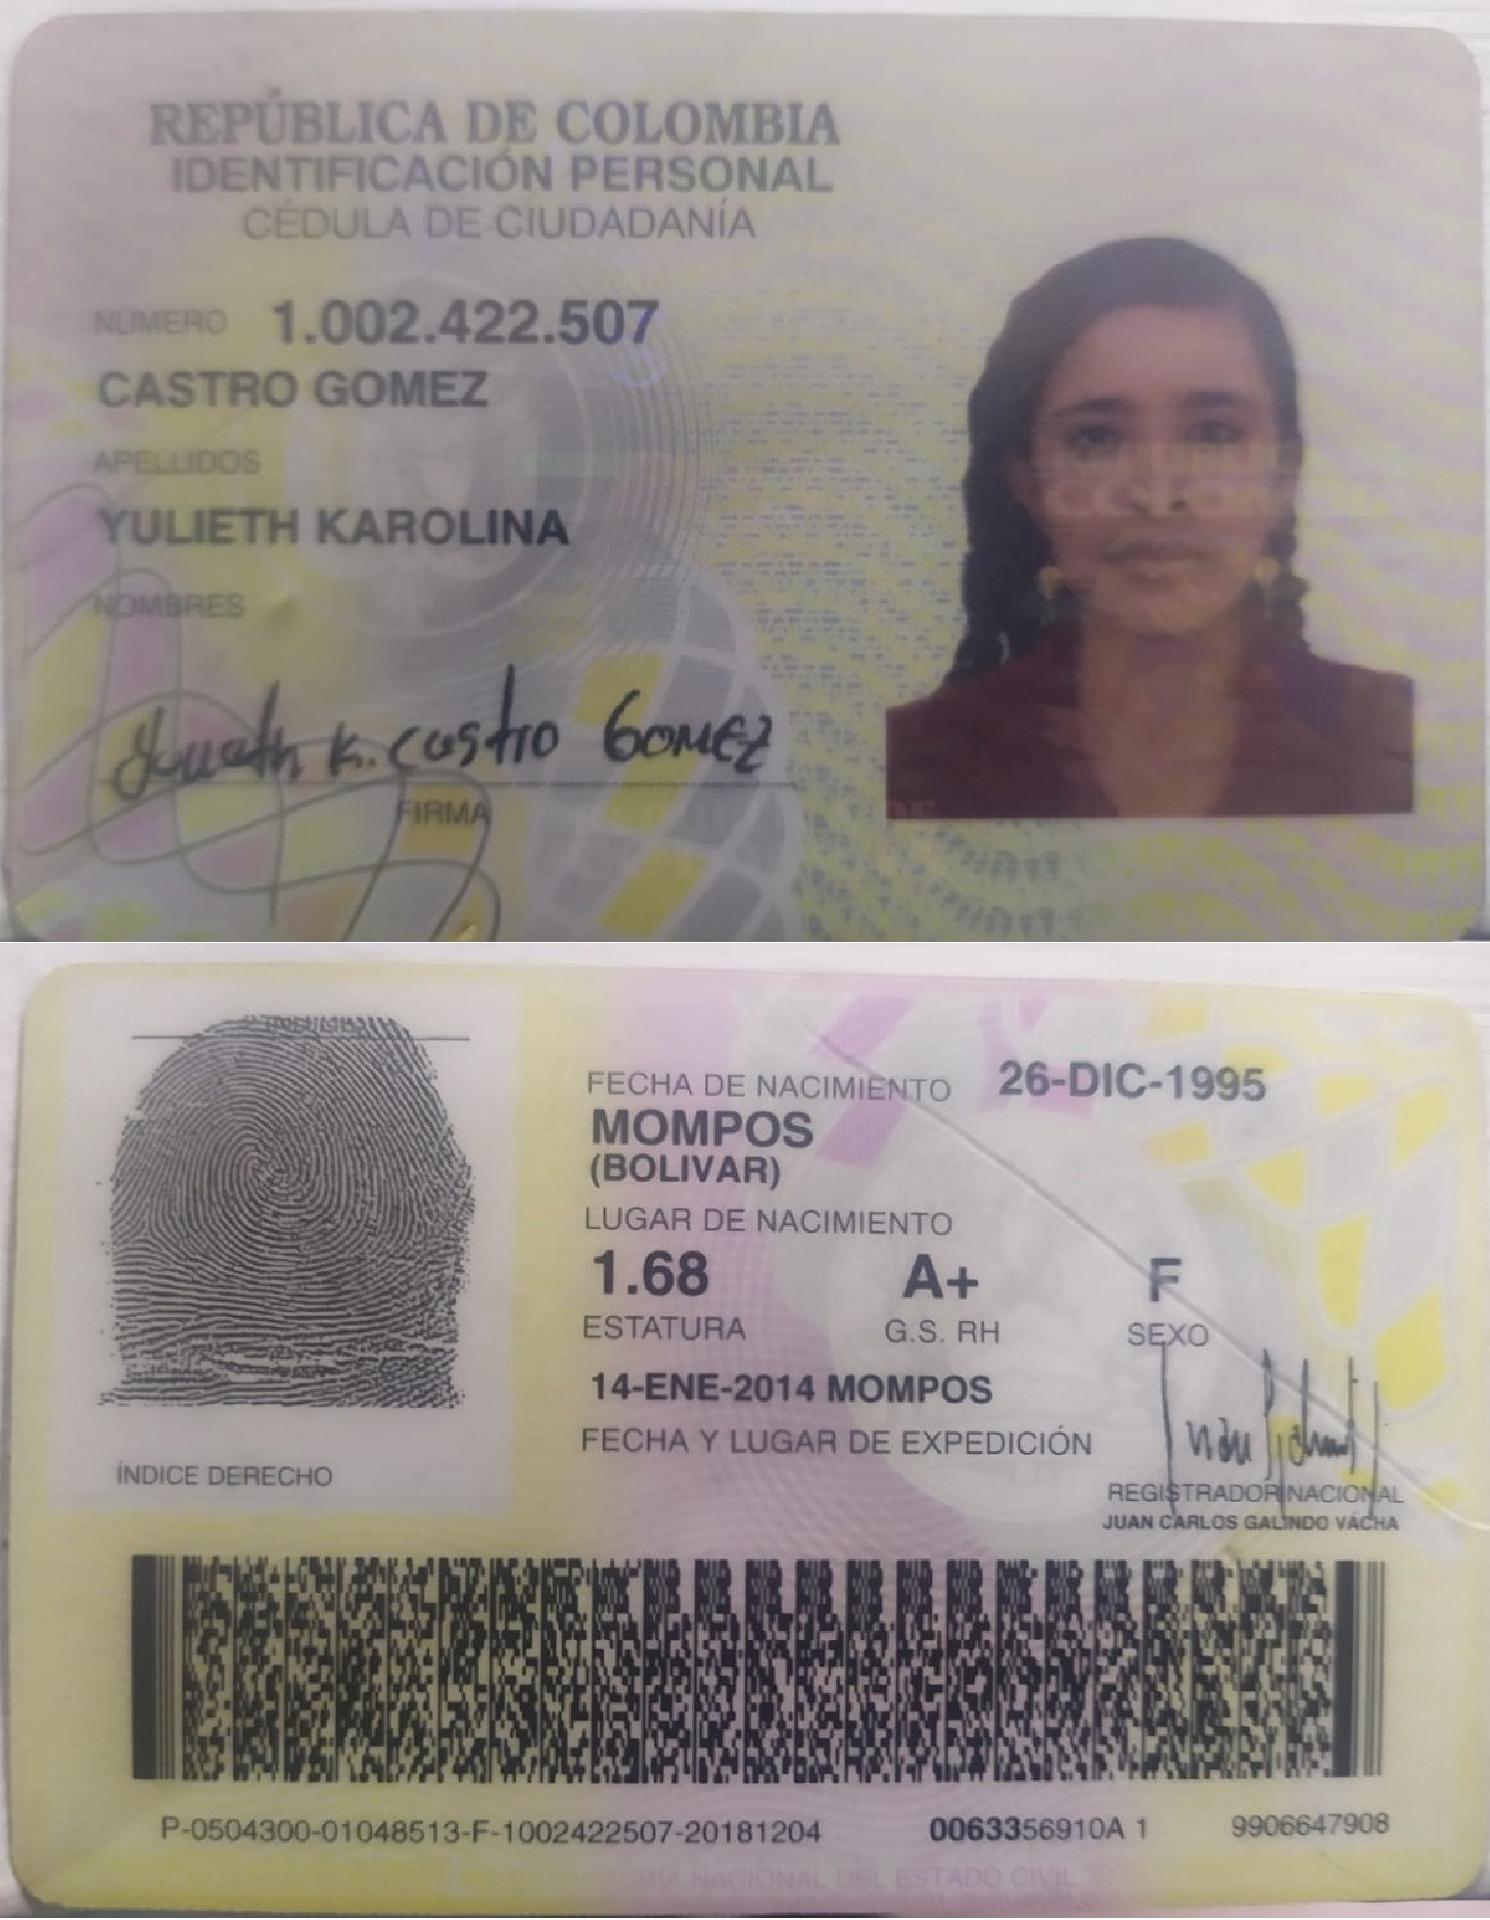 REPÚBLICA DE COLOMBIA
IDENTIFICACIÓN PERSONAL
CÉDULA DE CIUDADANÍA
NÚMERO 1.002.422.507
CASTRO GOMEZ
APELLIDOS
YULIETH KAROLINA
NOMBRES
K. Castro GOMEZ
FIRMA
FECHA DE NACIMIENTO 26-DIC-1995
MOMPOS
(BOLIVAR)
LUGAR DE NACIMIENTO
1.68 A+ F
ESTATURA G.S. RH SEXO
14-ENE-2014 MOMPOS
FECHA Y LUGAR DE EXPEDICIÓN
ÍNDICE DERECHO
REGISTRADOR NACIONAL
JUAN CARLOS GALINDO VÁCHA
P-0504300-01048513-F-1002422507-20181204 0063356910A 1 9906647908
NACIONAL DEL ESTADO CIVIL